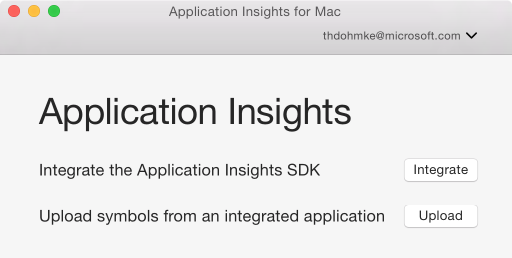 Application Insights for Mac
thdohmke@microsoft.com
Application Insights
Integrate the Application Insights SDK Integrate
Upload symbols from an integrated application Upload